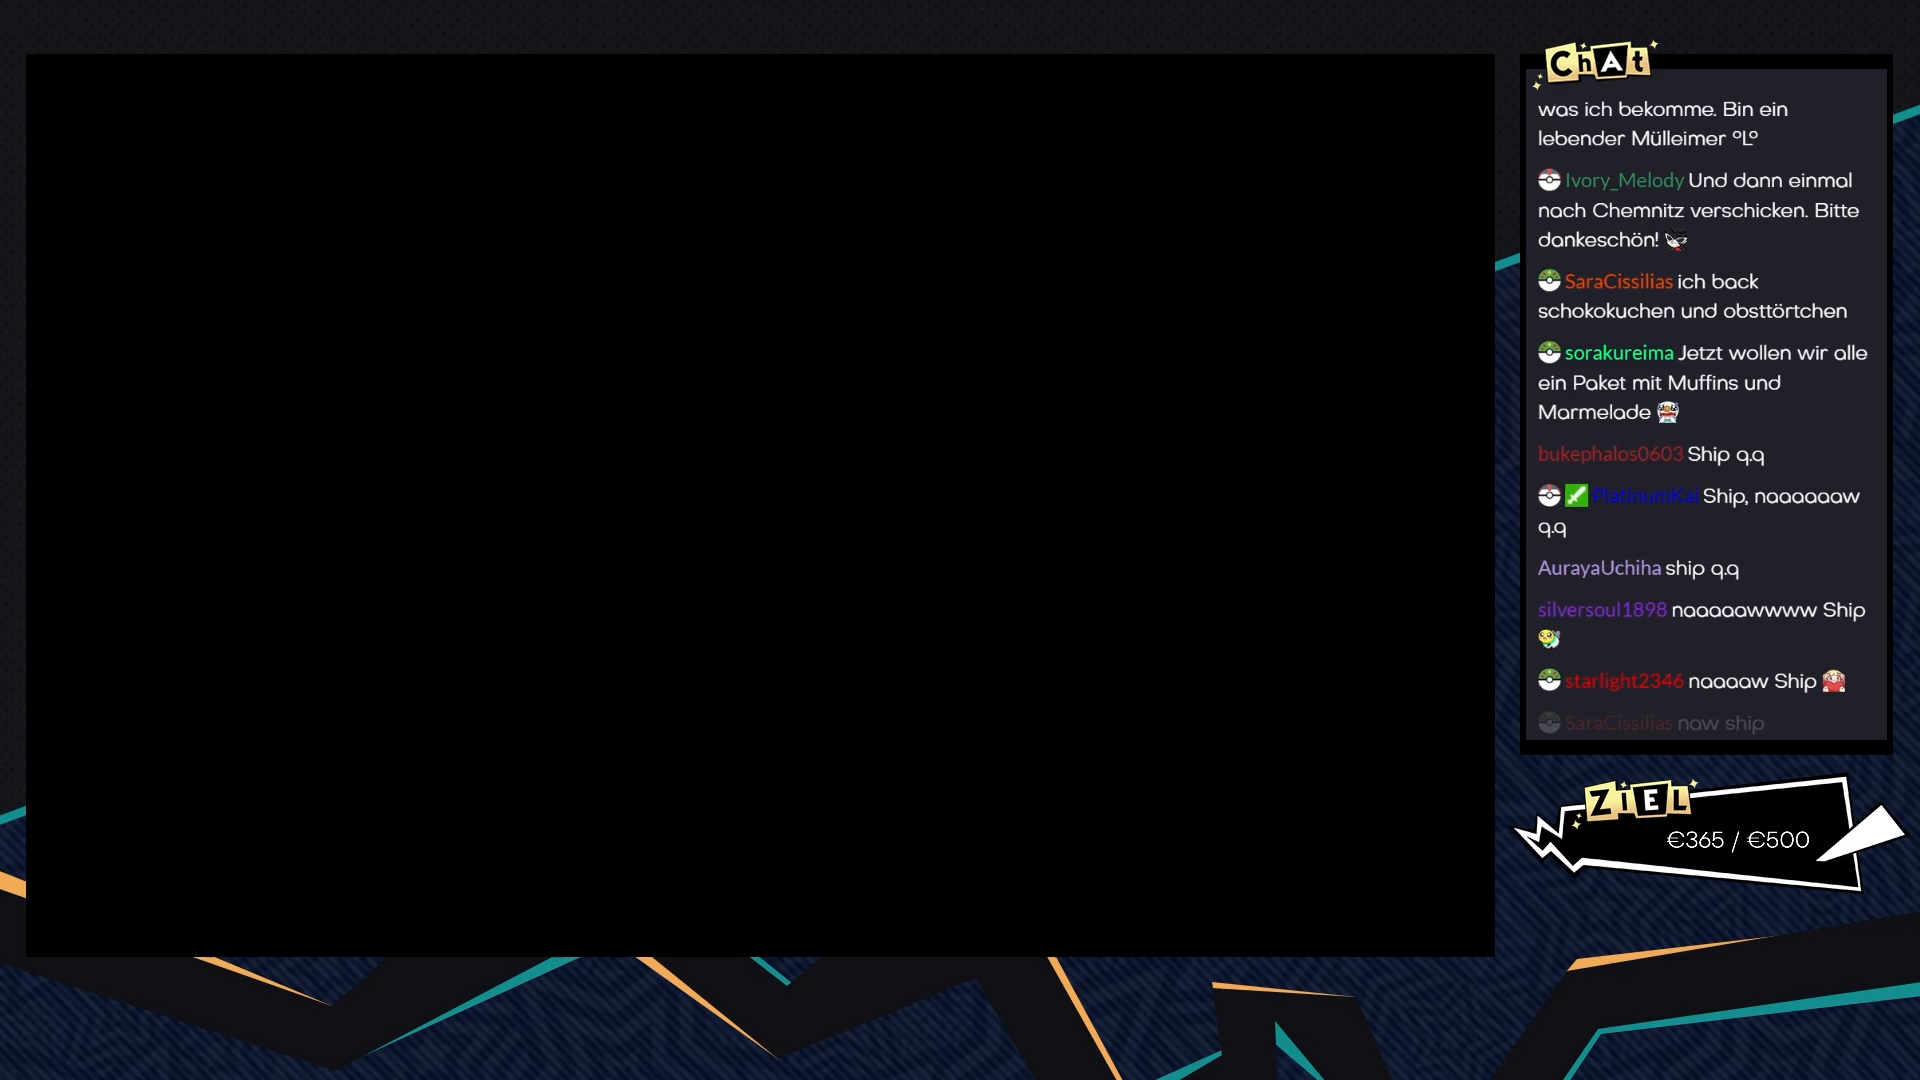 ChAt
was ich bekomme. Bin ein
lebender Mülleimer ºLº
Ivory_Melody Und dann einmal
nach Chemnitz verschicken. Bitte
dankeschön!
SaraCissilias ich back
schokokuchen und obsttörtchen
sorakureima Jetzt wollen wir alle
ein Paket mit Muffins und
Marmelade
bukephalos0603 Ship q.q
PlatinumKai Ship, naaaaaaw
q.q
AurayaUchiha ship q.q
silversoul1898 naaaaawwww Ship
starlight2346 naaaaw Ship
SaraCissilias naw ship
ZiEL
€365 / €500